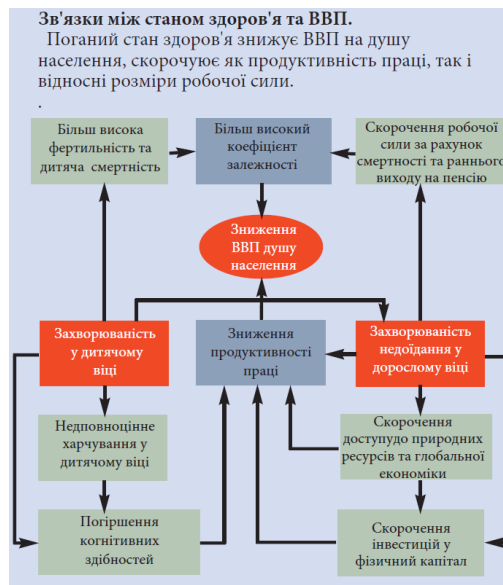 Зв'язки між станом здоров'я та ВВП.
Поганий стан здоров'я знижує ВВП на душу
населення, скорочуює як продуктивність праці, так і
відносні розміри робочої сили.
.
Більш висока
фертильність та
дитяча смертність
Більш високий
коефіцієнт
залежності
Скорочення робочої
сили за рахунок
смертності та раннього
виходу на пенсію
Зниження
ВВП душу
населення
Захворюваність
у дитячому
віці
Зниження
продуктивності
праці
Захворюваність
недоїдання у
дорослому віці
Недповноцінне
харчування у
дитячому віці
Скорочення
доступудо природних
ресурсів та глобальної
економіки
Погіршення
когнітивних
здібностей
Скорочення
інвестицій у
фізичний капітал